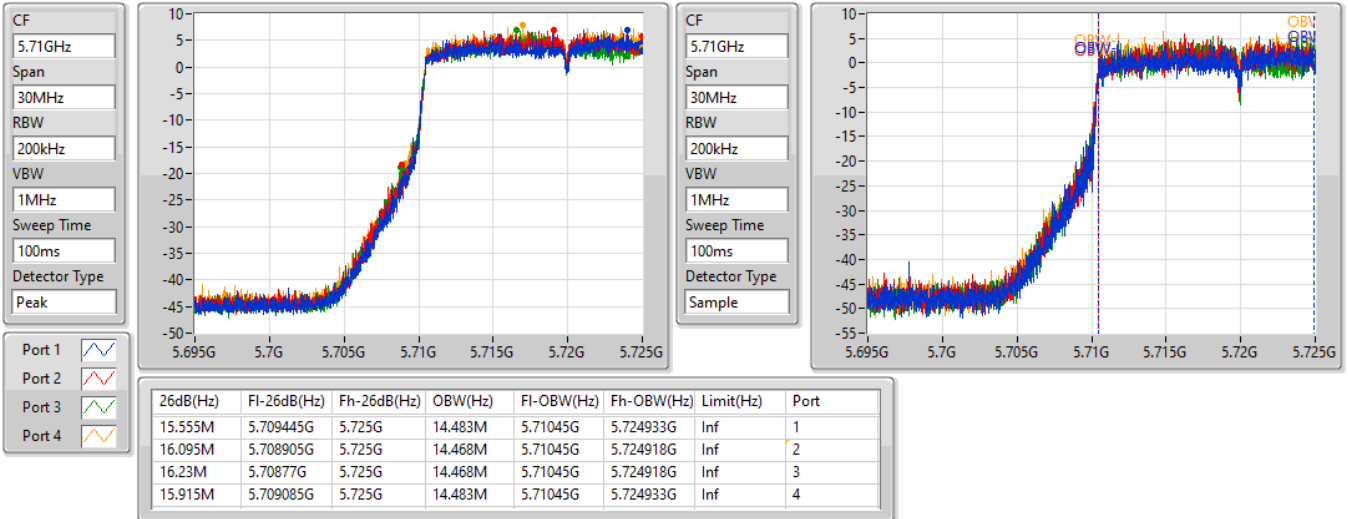 CF
5.71GHz
Span
30MHz
RBW
200kHz
VBW
1MHz
Sweep Time
100ms
Detector Type
Peak
10
5
0
-5
-10
-15
-20
-25
-30
-35
-40
-45
-50
5.695G 5.7G 5.705G 5.71G 5.715G 5.72G 5.725G
CF
5.71GHz
Span
30MHz
RBW
200kHz
VBW
1MHz
Sweep Time
100ms
Detector Type
Sample
10
5
0
-5
-10
-15
-20
-25
-30
-35
-40
-45
-50
-55
5.695G 5.7G 5.705G 5.71G 5.715G 5.72G 5.725G
Port 1
Port 2
Port 3
Port 4
26dB(Hz) Fl-26dB(Hz) Fh-26dB(Hz) OBW(Hz) Fl-OBW(Hz) Fh-OBW(Hz) Limit(Hz) Port
15.555M 5.709445G 5.725G 14.483M 5.71045G 5.724933G Inf 1
16.095M 5.708905G 5.725G 14.468M 5.71045G 5.724918G Inf 2
16.23M 5.70877G 5.725G 14.468M 5.71045G 5.724918G Inf 3
15.915M 5.709085G 5.725G 14.483M 5.71045G 5.724933G Inf 4